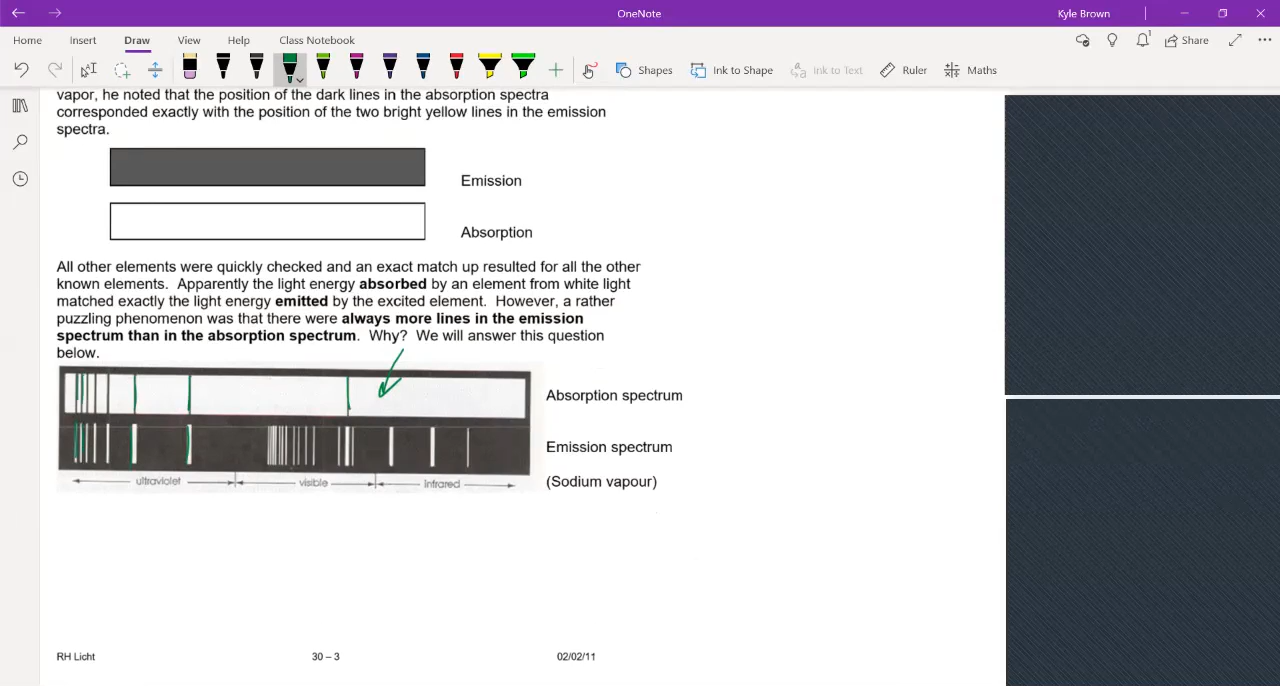 OneNote
Kyle Brown
Home Insert Draw View Help Class Notebook
1
Share
Shapes Ink to Shape Ink to Text Ruler Maths
vapor, he noted that the position of the dark lines in the absorption spectra
corresponded exactly with the position of the two bright yellow lines in the emission
spectra.
Emission
Absorption
All other elements were quickly checked and an exact match up resulted for all the other
known elements. Apparently the light energy absorbed by an element from white light
matched exactly the light energy emitted by the excited element. However, a rather
puzzling phenomenon was that there were always more lines in the emission
spectrum than in the absorption spectrum. Why? We will answer this question
below.
Absorption spectrum
Emission spectrum
ultraviolet visible infrared
(Sodium vapour)
RH Licht 30 – 3 02/02/11